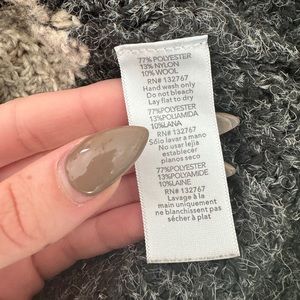 77% POLYESTER
13% NYLON
10% WOOL
RN# 132767
Hand wash only
Do not bleach
Lay flat to dry
77% POLYESTER
13% POLIAMIDA
10% LANA
RN# 132767
Sólo lavar a mano
No usar lejia
establecer
planos seco
77% POLYESTER
13% POLYAMIDE
10% LAINE
RN# 132767
Lavage à la
main uniquement
ne blanchissent pas
sécher à plat